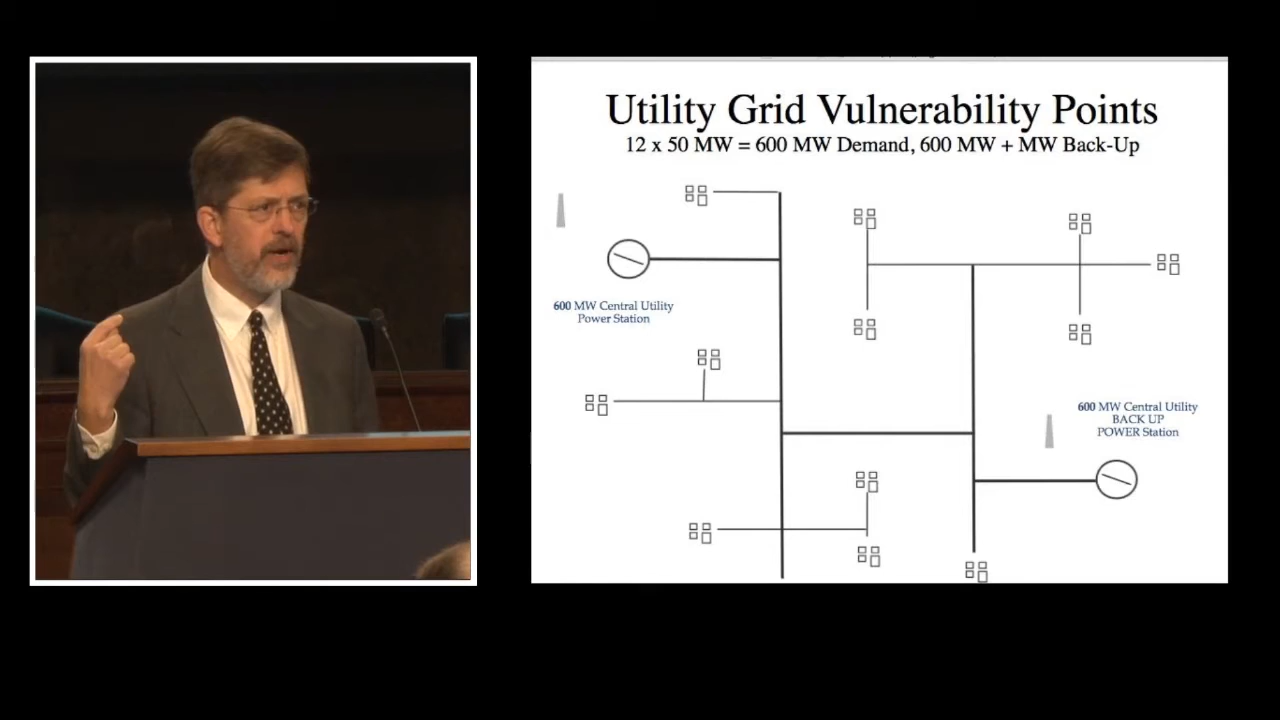 Utility Grid Vulnerability Points
12 x 50 MW = 600 MW Demand, 600 MW + MW Back-Up
600 MW Central Utility
Power Station
600 MW Central Utility
BACK UP
POWER Station